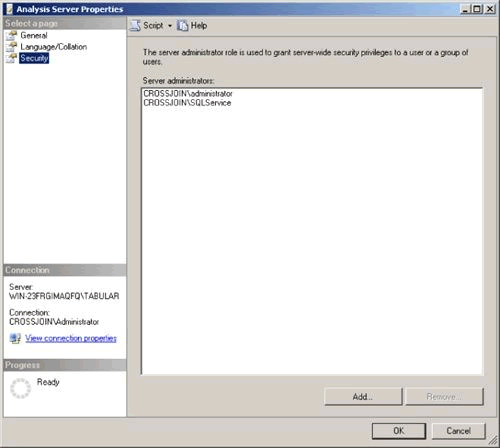 Analysis Server Properties
Select a page
General
Language/Collation
Security
Script
Help
The server administrator role is used to grant server-wide security privileges to a user or a group of
users.
Server administrators:
CROSSJOIN\administrator
CROSSJOIN\SQLService
Connection
Server:
WIN-23FRGIMAQFQ\TABULAR
Connection:
CROSSJOIN\Administrator
View connection properties
Progress
Ready
Add...
Remove...
OK
Cancel